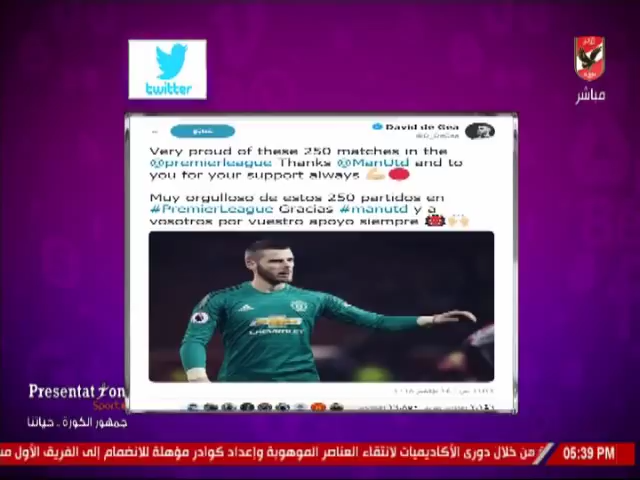 twitter
مباشر
متابع
David de Gea
Very proud of these 250 matches in the
@premierleague Thanks @ManUtd and to
you for your support always
Muy orgulloso de estos 250 partidos en
#PremierLeague Gracias #manutd y a
vosotros por vuestro apoyo siempre
CHEVROLET
Presentation
Sports
جمهور الكورة .. حياتنا
ة من خلال دورى الأكاديميات لانتقاء العناصر الموهوبة وإعداد كوادر مؤهلة للانضمام إلى الفريق الأول
05:39 PM